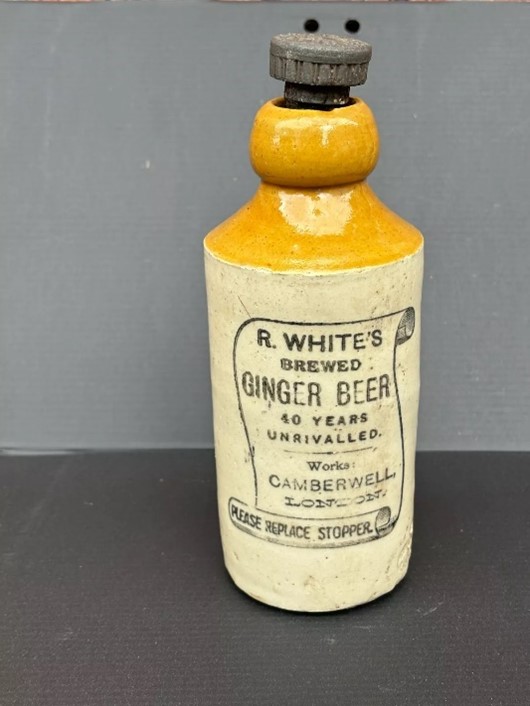 R. WHITE'S
BREWED
GINGER BEER
40 YEARS
UNRIVALLED.
Works:
CAMBERWELL,
LONDON.
PLEASE REPLACE STOPPER.